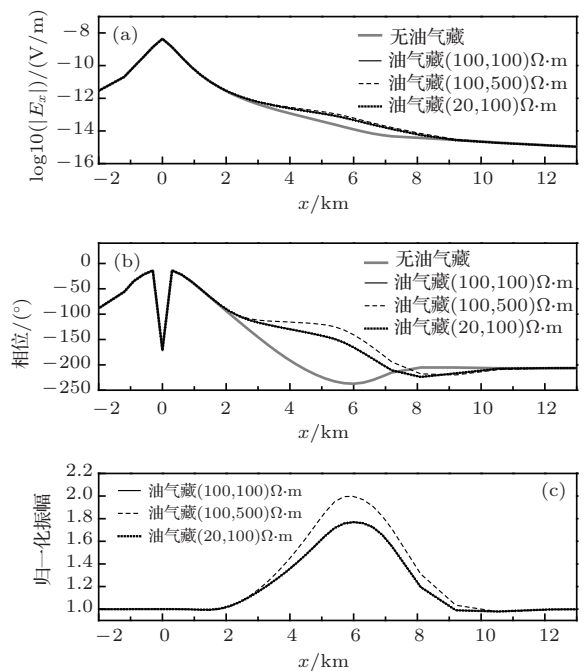 (a)
无油气藏
油气藏(100,100)Ω·m
油气藏(100,500)Ω·m
油气藏(20,100)Ω·m
log10(|Eₓ|)/(V/m)
−8
−10
−12
−14
−16
−2 0 2 4 6 8 10 12
x/km
(b)
无油气藏
油气藏(100,100)Ω·m
油气藏(100,500)Ω·m
油气藏(20,100)Ω·m
相位/(°)
0
−50
−100
−150
−200
−250
−2 0 2 4 6 8 10 12
x/km
(c)
油气藏(100,100)Ω·m
油气藏(100,500)Ω·m
油气藏(20,100)Ω·m
归一化振幅
2.2
2.0
1.8
1.6
1.4
1.2
1.0
−2 0 2 4 6 8 10 12
x/km